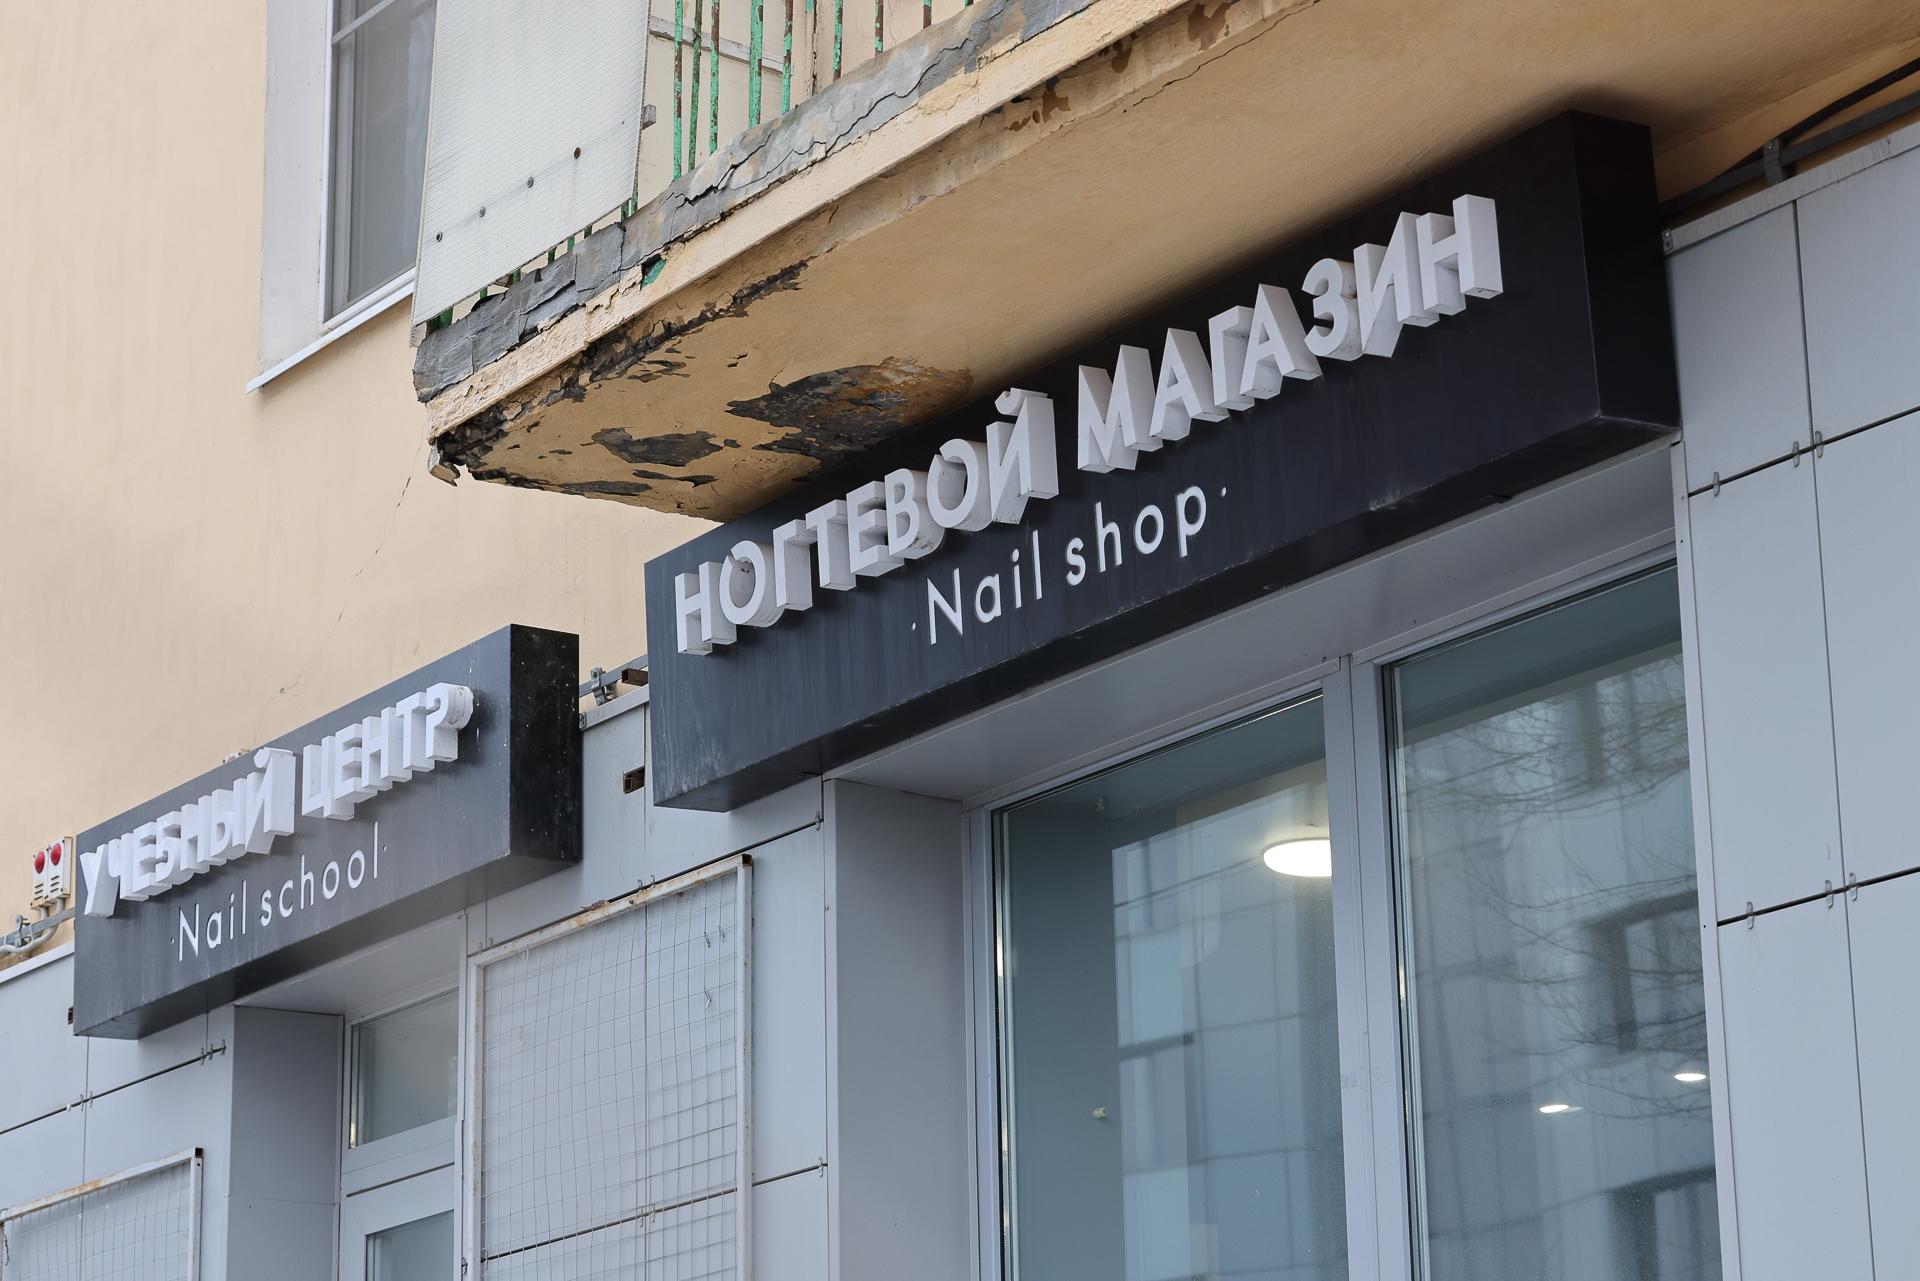 УЧЕБНЫЙ ЦЕНТР
· Nail school ·
НОГТЕВОЙ МАГАЗИН
· Nail shop ·